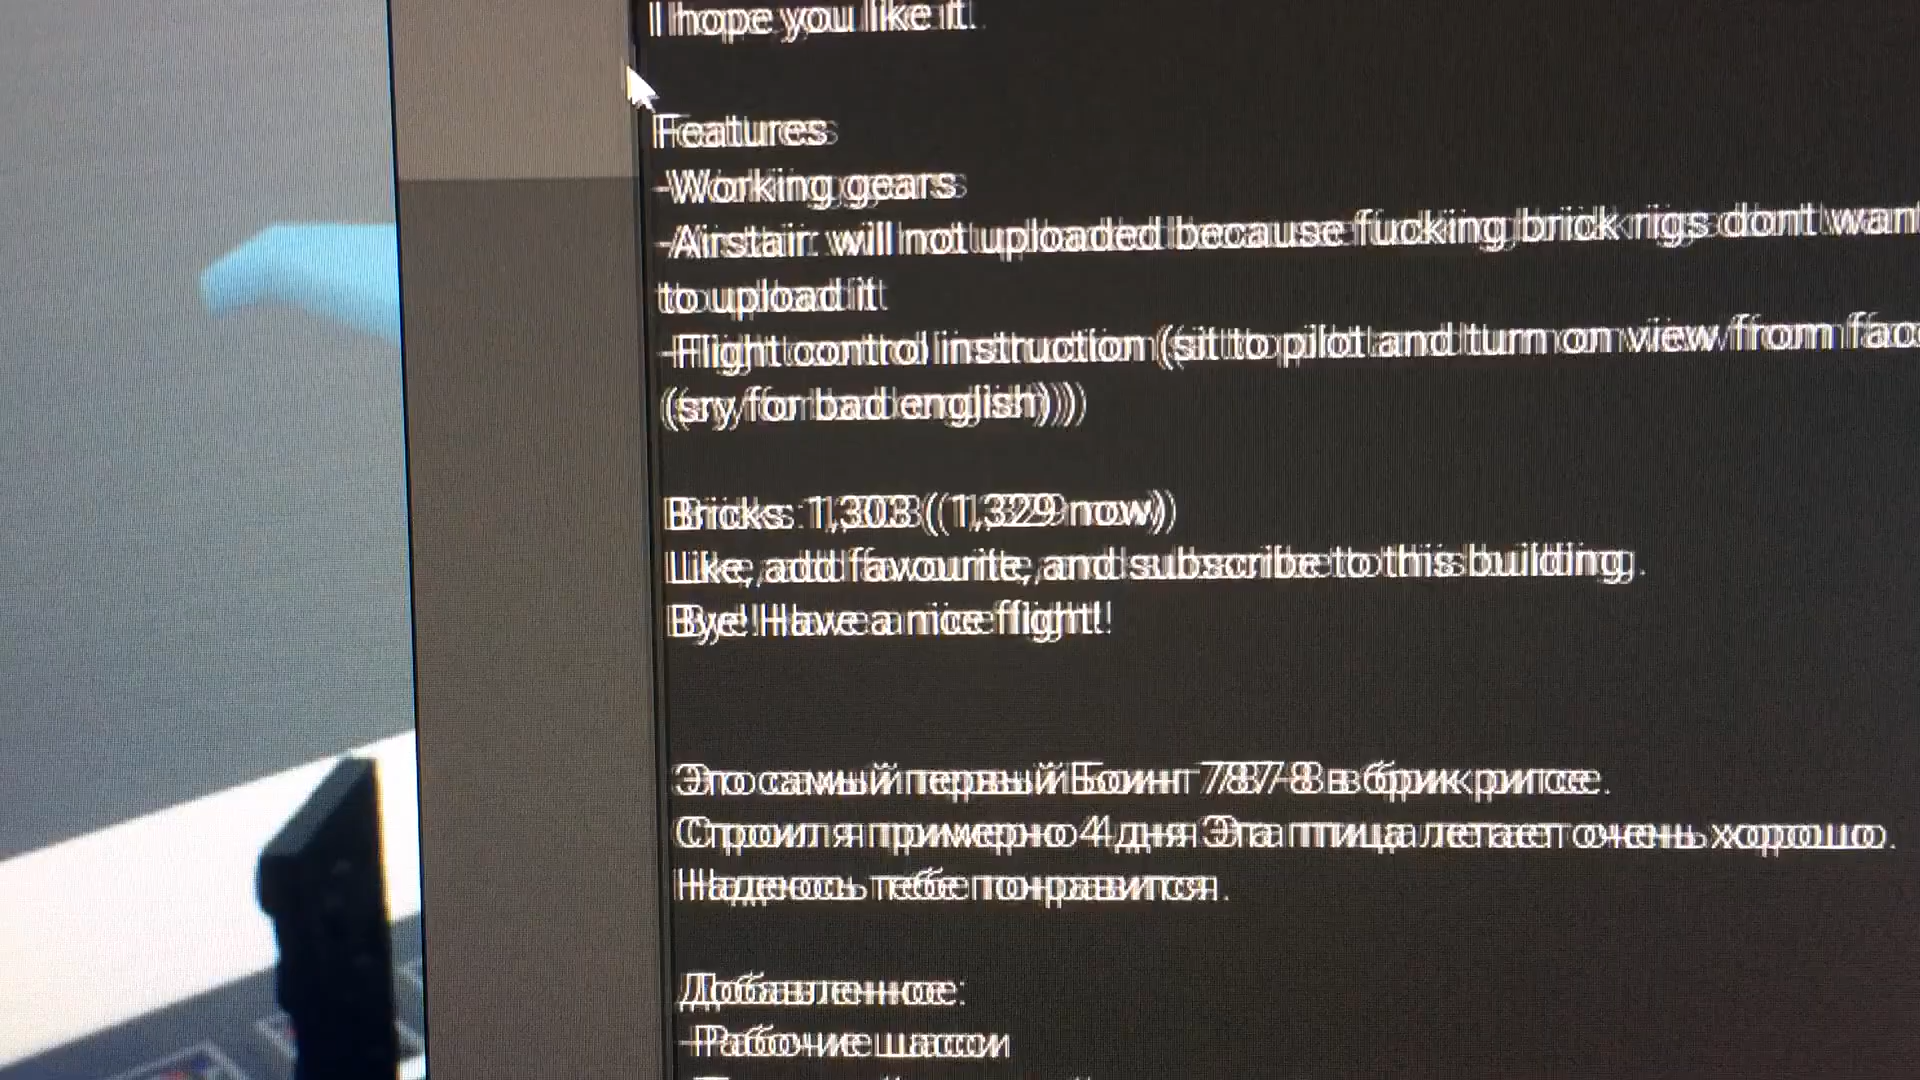 I hope you like it.
Features
-Working gears
-Airstair. will not uploaded because fucking brick rigs dont want
to upload it
-Flight control instruction (sit to pilot and turn on view from fac
(sry for bad english))
Bricks: 1,303 (1,329 now)
Like, add favourite, and subscribe to this building.
Bye! Have a nice flight!
Это самый первый Боинг 787-8 в брик ригсе.
Строил я примерно 4 дня Эта птица летает очень хорошо.
Надеюсь тебе понравится.
Добавленное:
-Рабочие шасси